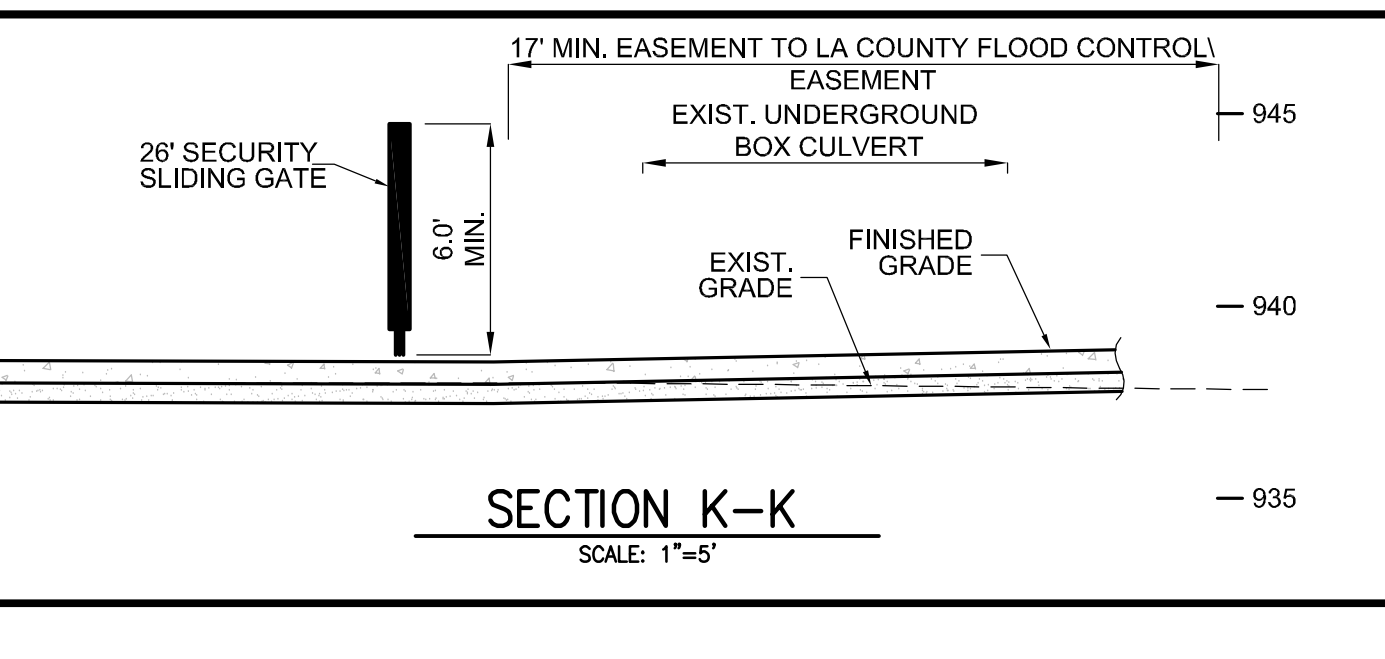 17' MIN. EASEMENT TO LA COUNTY FLOOD CONTROL\
EASEMENT
EXIST. UNDERGROUND
BOX CULVERT
945
26' SECURITY
SLIDING GATE
6.0'
MIN.
EXIST.
GRADE
FINISHED
GRADE
940
935
SECTION K-K
SCALE: 1"=5'